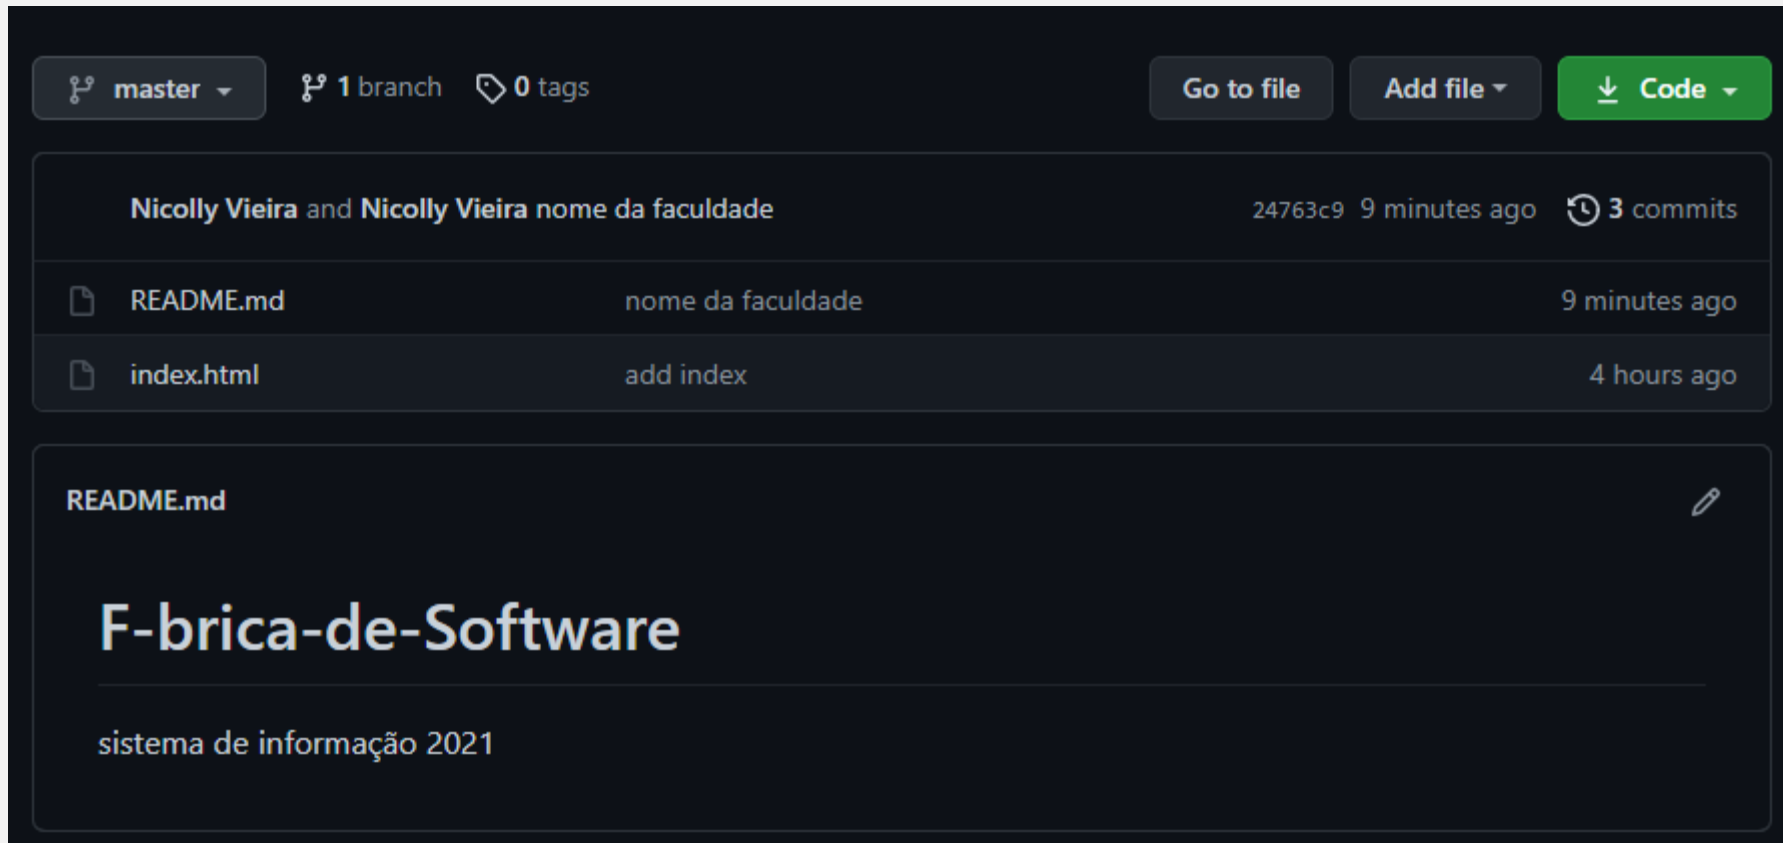 master 1 branch 0 tags Go to file Add file Code
Nicolly Vieira and Nicolly Vieira nome da faculdade 24763c9 9 minutes ago 3 commits
README.md nome da faculdade 9 minutes ago
index.html add index 4 hours ago
README.md
F-brica-de-Software
sistema de informação 2021